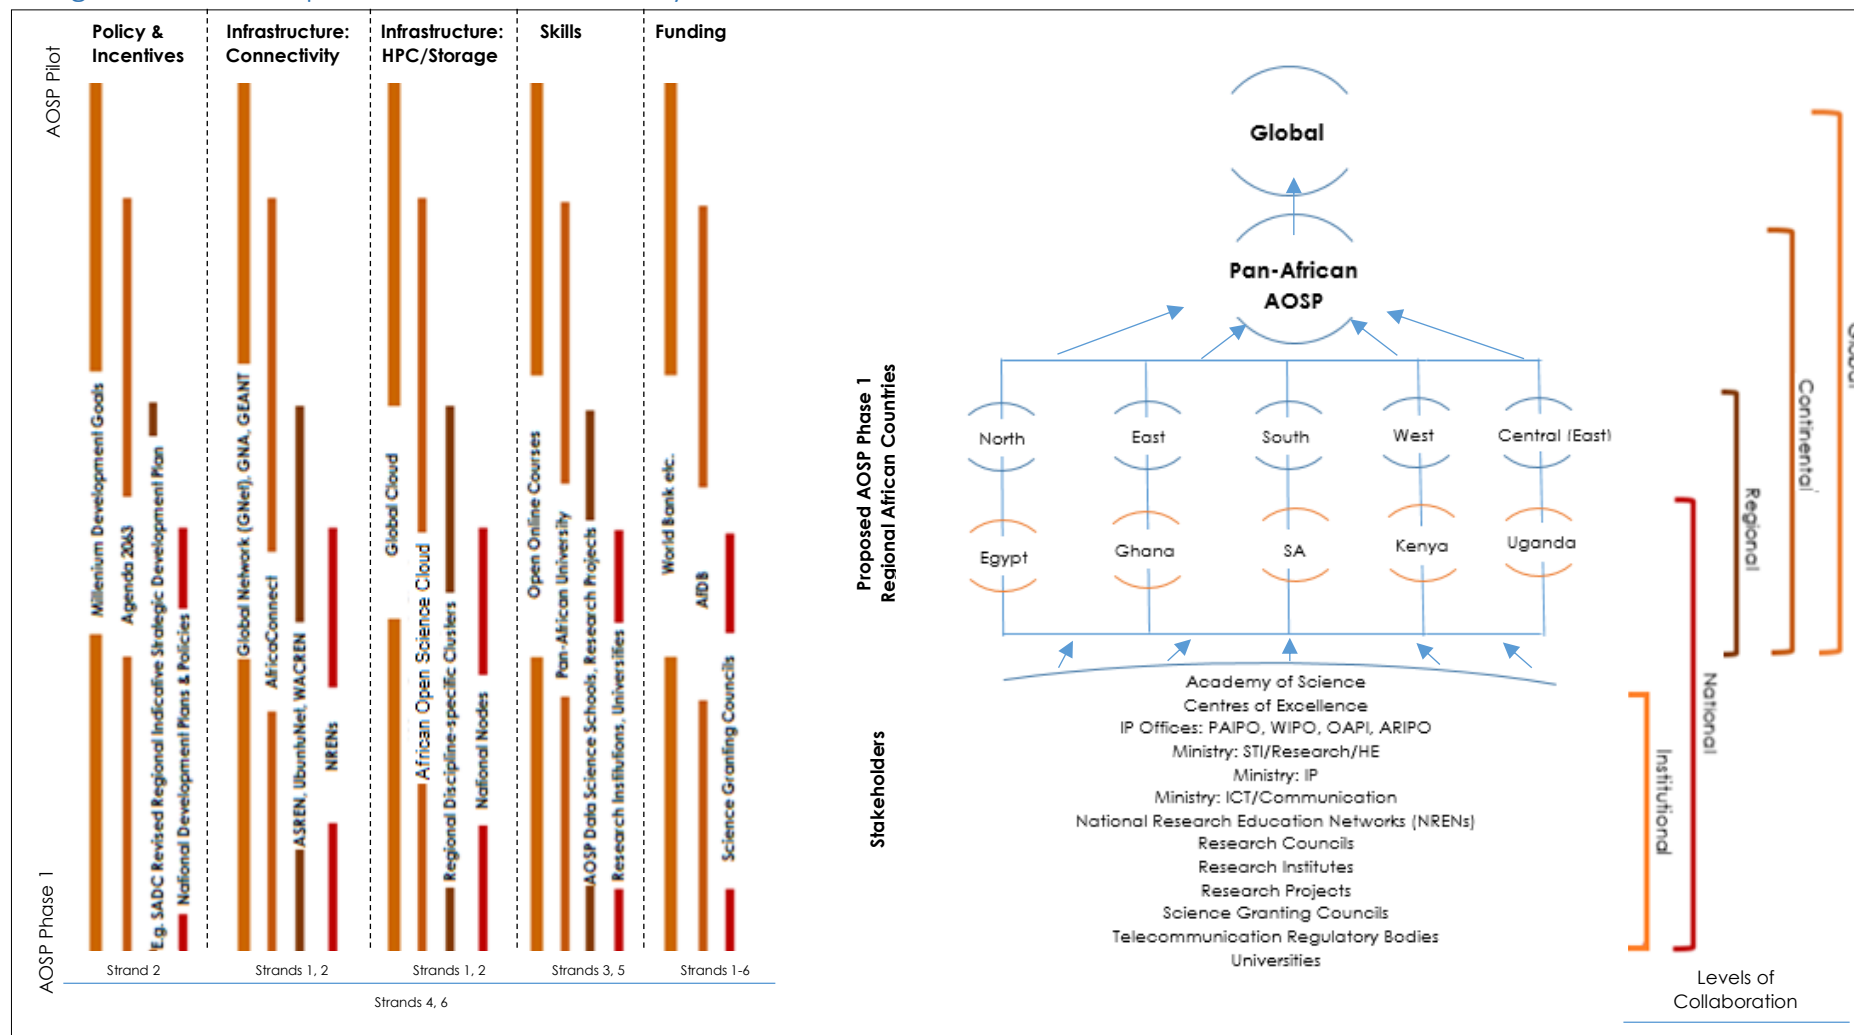 Policy &
Incentives
Infrastructure:
Connectivity
Infrastructure:
HPC/Storage
Skills
Funding
AOSP Pilot
AOSP Phase 1
Millenium Development Goals
Agenda 2063
E.g. SADC Revised Regional Indicative Strategic Development Plan
National Development Plans & Policies
Global Network (GNet), GNA, GEANT
AfricaConnect
ASREN, UbuntuNet, WACREN
NRENs
Global Cloud
African Open Science Cloud
Regional Discipline-specific Clusters
National Nodes
Open Online Courses
Pan-African University
AOSP Data Science Schools, Research Projects
Research Institutions, Universities
World Bank etc.
AfDB
Science Granting Councils
Strand 2
Strands 1, 2
Strands 1, 2
Strands 3, 5
Strands 1-6
Strands 4, 6
Global
Pan-African
AOSP
Proposed AOSP Phase 1
Regional African Countries
North
East
South
West
Central (East)
Egypt
Ghana
SA
Kenya
Uganda
Stakeholders
Academy of Science
Centres of Excellence
IP Offices: PAIPO, WIPO, OAPI, ARIPO
Ministry: STI/Research/HE
Ministry: IP
Ministry: ICT/Communication
National Research Education Networks (NRENs)
Research Councils
Research Institutes
Research Projects
Science Granting Councils
Telecommunication Regulatory Bodies
Universities
Institutional
National
Regional
Continental
Global
Levels of
Collaboration